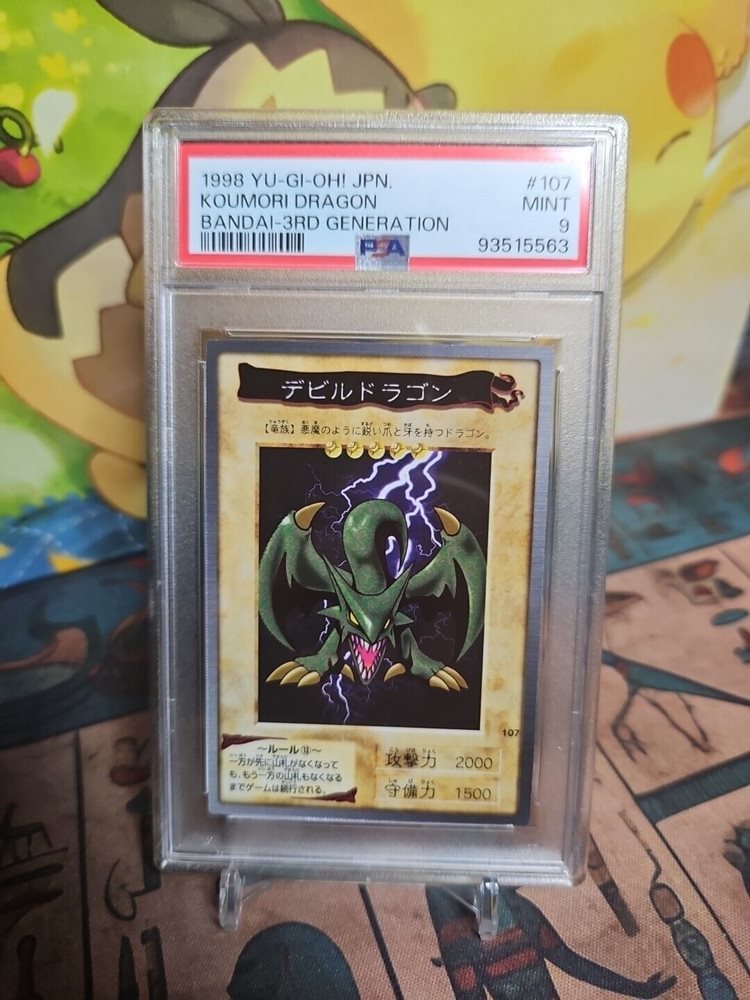 1998 YU-GI-OH! JPN. #107
KOUMORI DRAGON MINT
BANDAI-3RD GENERATION 9
PSA 93515563
デビルドラゴン
【竜族】悪魔のように鋭い爪と牙を持つドラゴン。
107
〜ルール⑬〜
一方が先に山札がなくなって
も、もう一方の山札もなくなる
までゲームは続行される。
攻撃力 2000
守備力 1500